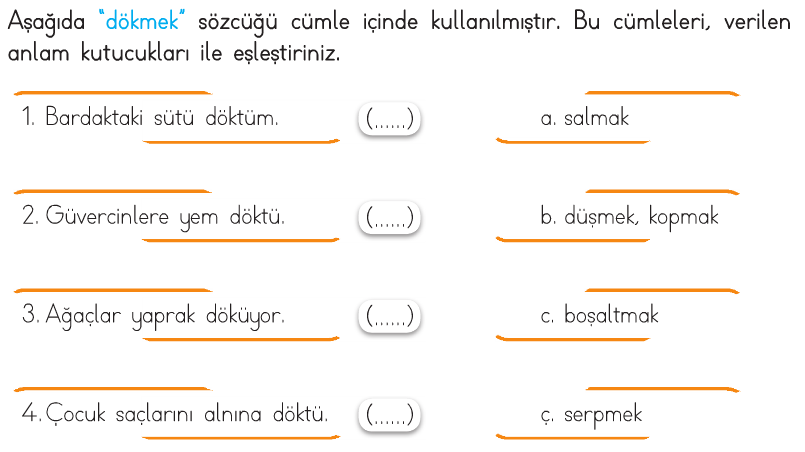 Aşağıda "dökmek" sözcüğü cümle içinde kullanılmıştır. Bu cümleleri, verilen
anlam kutucukları ile eşleştiriniz.
1. Bardaktaki sütü döktüm. (......) a. salmak
2. Güvercinlere yem döktü. (......) b. düşmek, kopmak
3. Ağaçlar yaprak döküyor. (......) c. boşaltmak
4. Çocuk saçlarını alnına döktü. (......) ç. serpmek